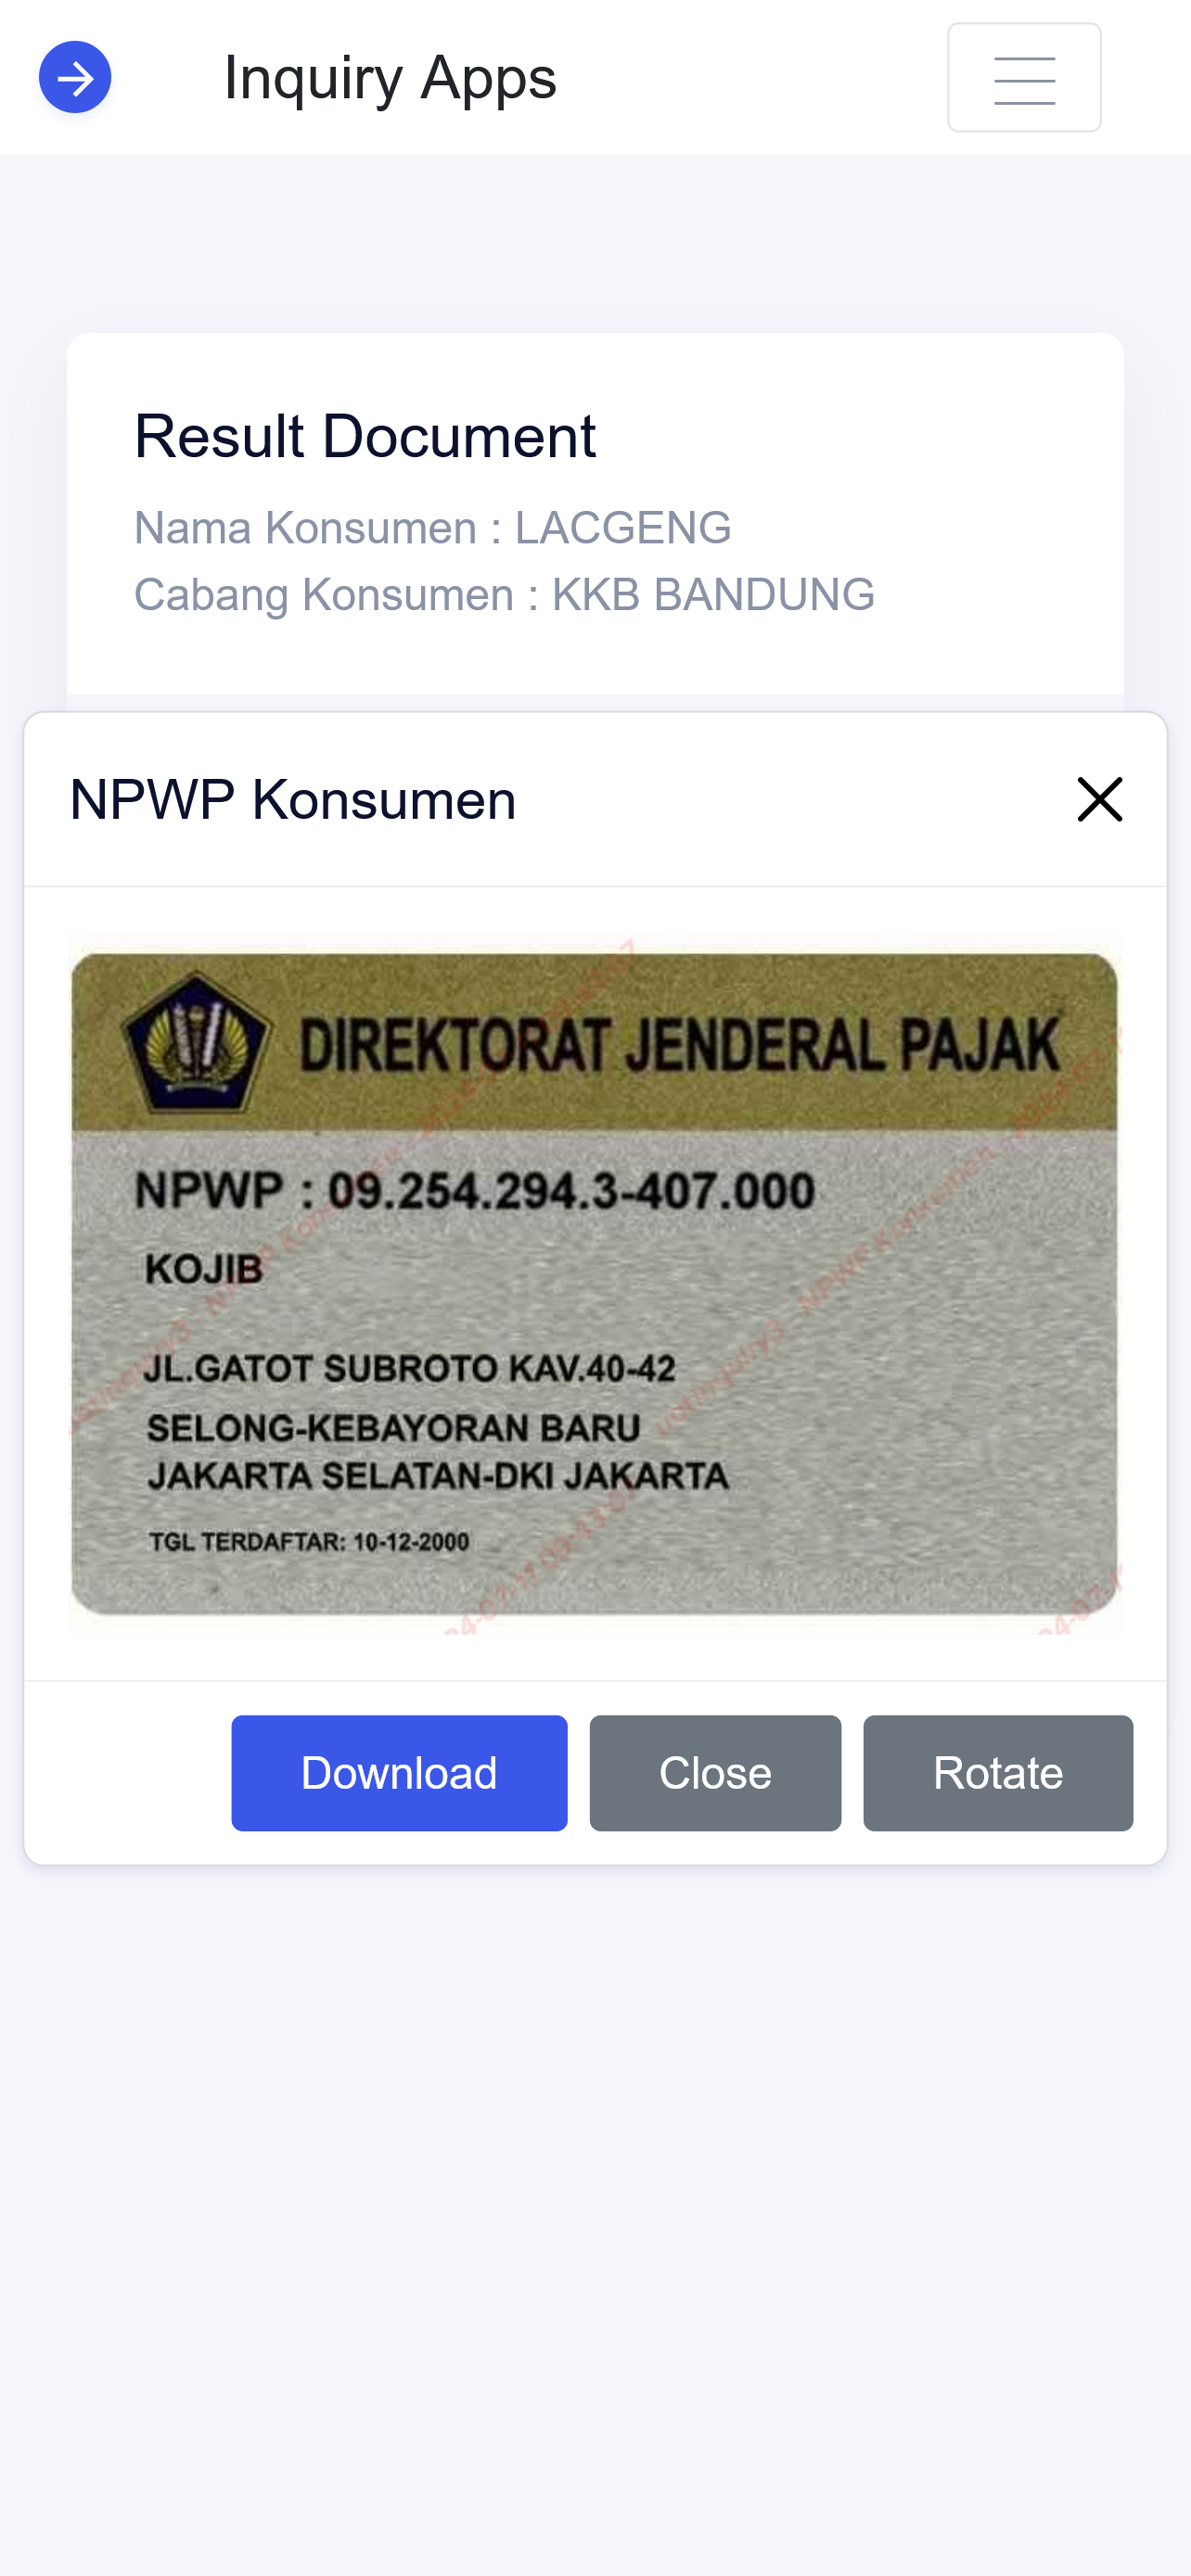 Inquiry Apps
Result Document
Nama Konsumen : LACGENG
Cabang Konsumen : KKB BANDUNG
NPWP Konsumen
DIREKTORAT JENDERAL PAJAK
NPWP : 09.254.294.3-407.000
KOJIB
JL.GATOT SUBROTO KAV.40-42
SELONG-KEBAYORAN BARU
JAKARTA SELATAN-DKI JAKARTA
TGL TERDAFTAR: 10-12-2000
Download
Close
Rotate